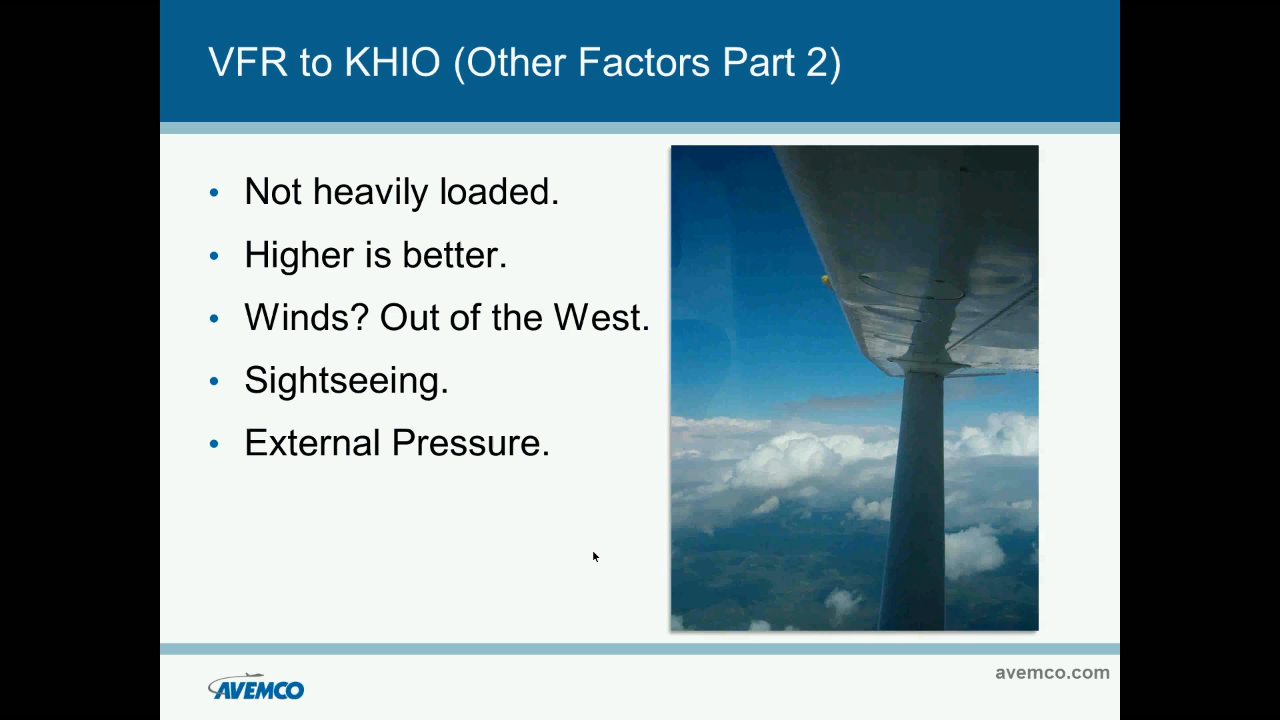 VFR to KHIO (Other Factors Part 2)
• Not heavily loaded.
• Higher is better.
• Winds? Out of the West.
• Sightseeing.
• External Pressure.
avemco.com
AVEMCO